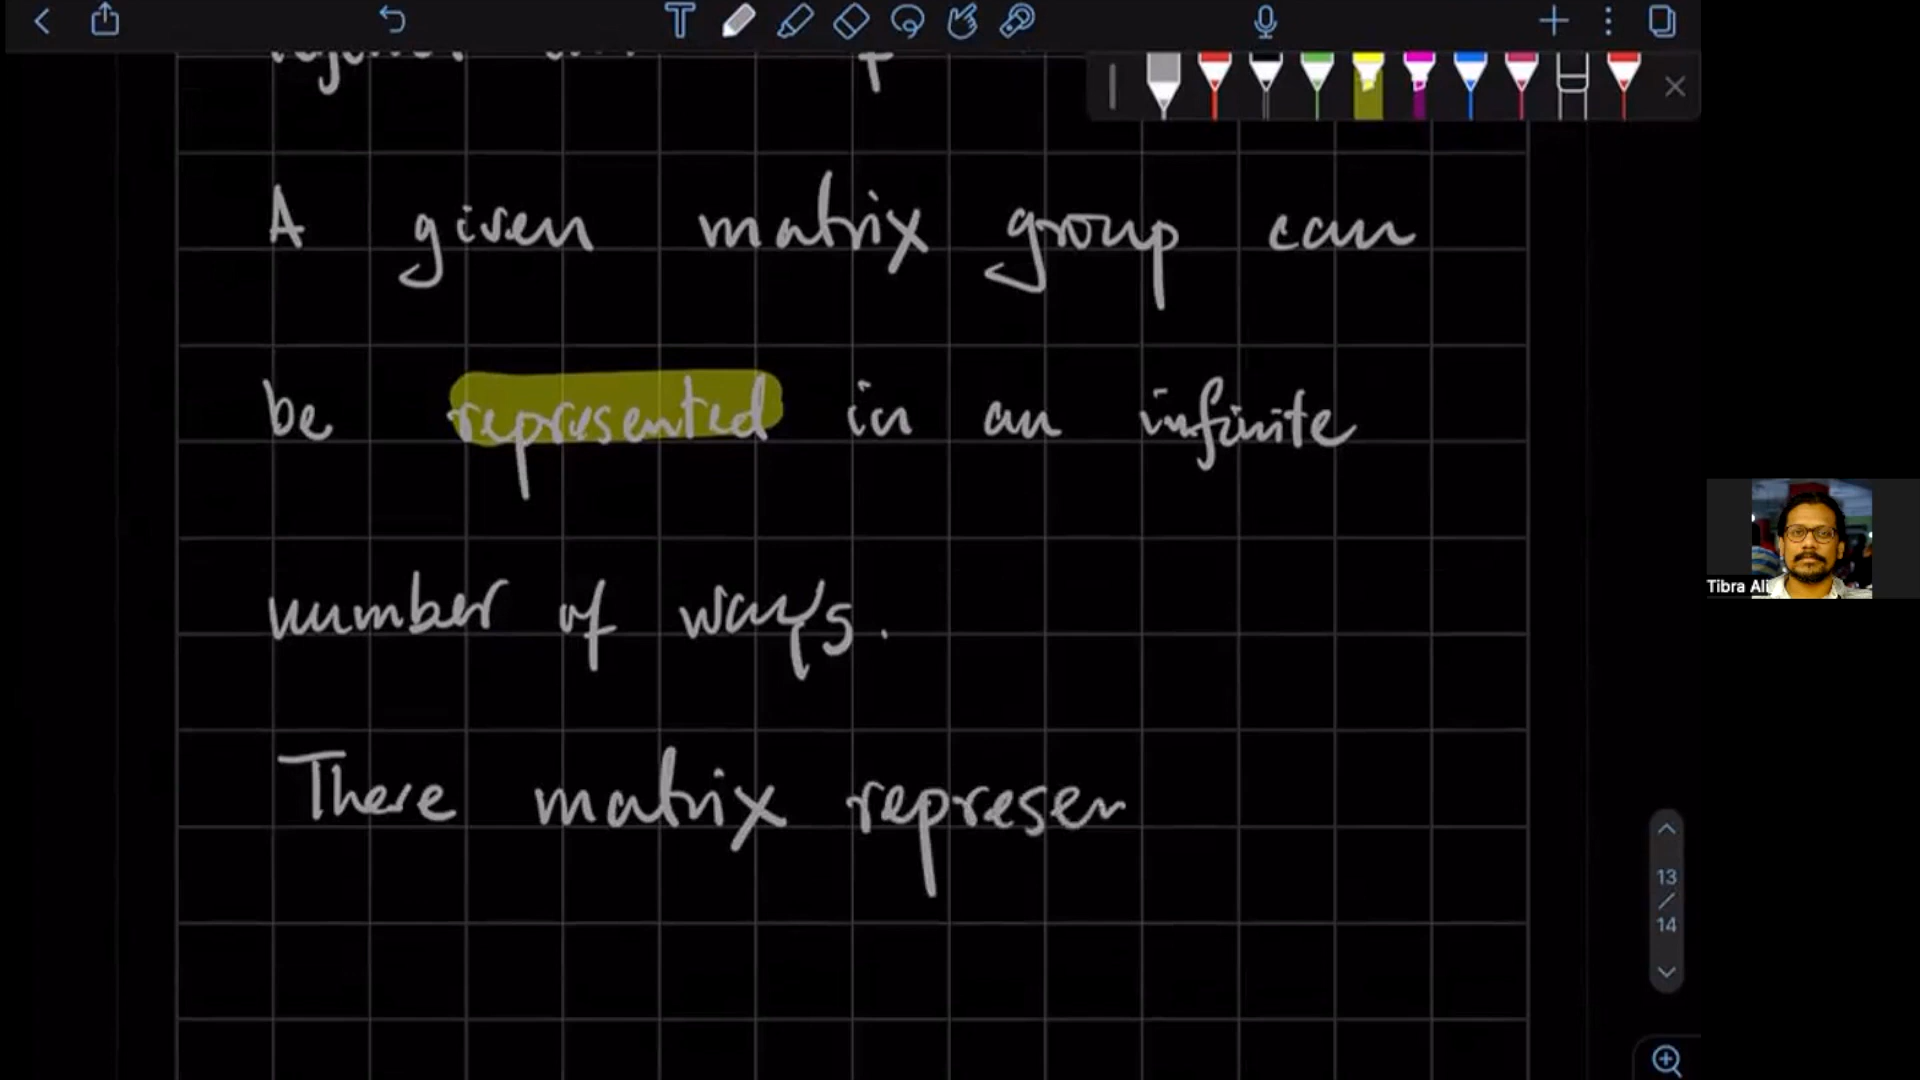 A given matrix group can
be represented in an infinite
number of ways.
There matrix represen
13
/
14
Tibra Ali